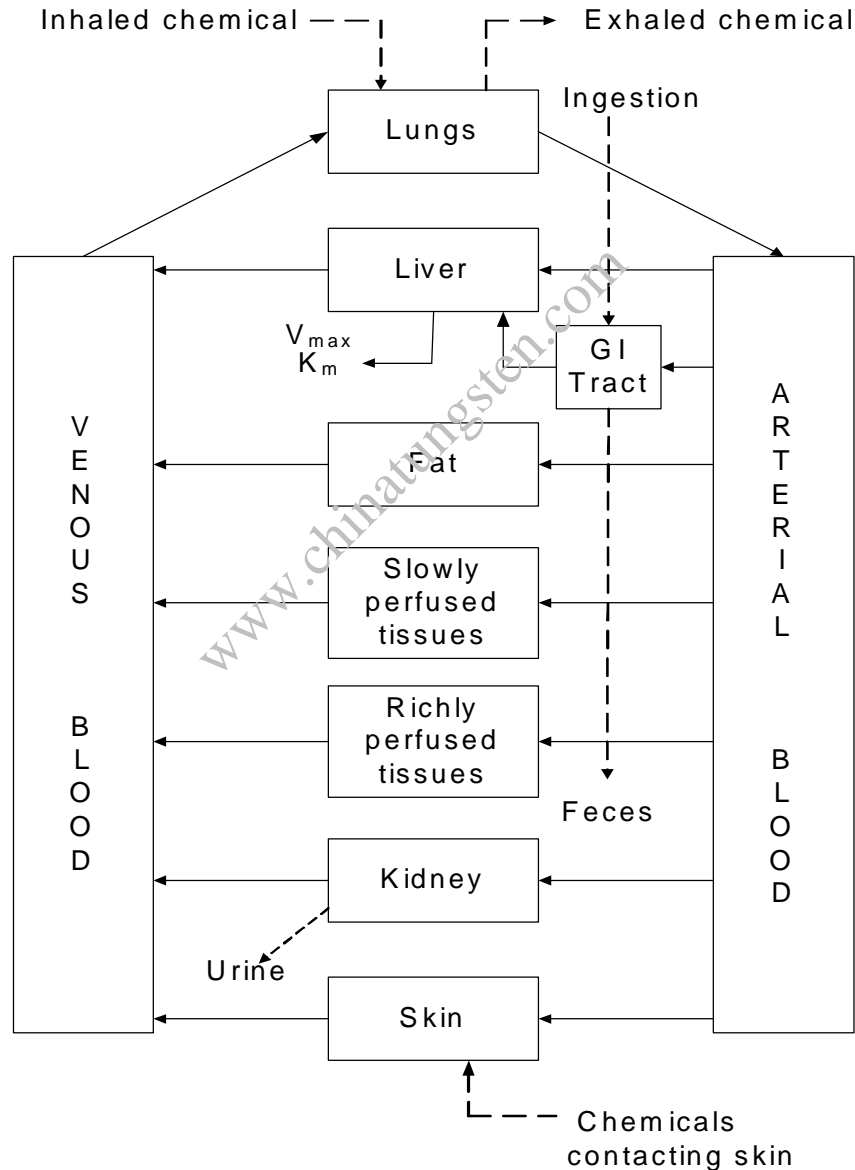 Inhaled chemical
Exhaled chemical
Ingestion
Lungs
Liver
Vmax
Km
GI
Tract
Fat
Slowly
perfused
tissues
Richly
perfused
tissues
Feces
Kidney
Urine
Skin
Chemicals
contacting skin
VENOUS BLOOD
ARTERIAL BLOOD
www.chinatungsten.com